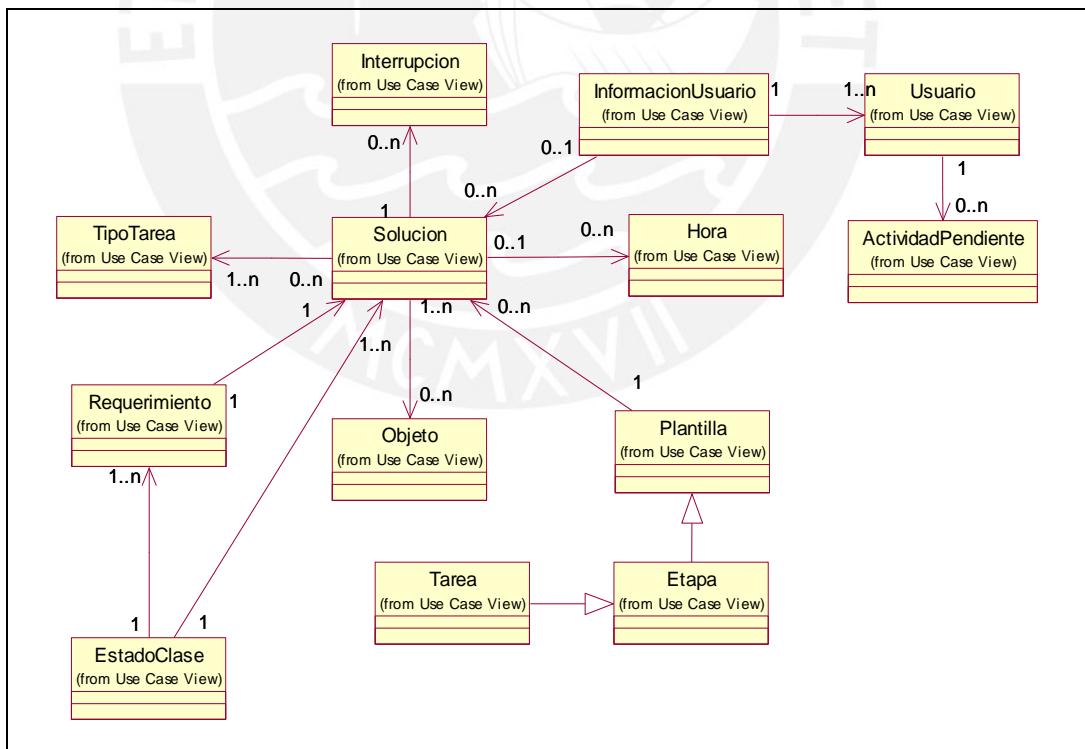 Interrupcion
(from Use Case View)
InformacionUsuario
(from Use Case View)
1
1..n
Usuario
(from Use Case View)
0..n
0..1
1
0..n
0..n
1
TipoTarea
(from Use Case View)
Solucion
(from Use Case View)
0..1
0..n
Hora
(from Use Case View)
ActividadPendiente
(from Use Case View)
1..n
0..n
1
1..n
0..n
1..n
MCMXVII
Requerimiento
(from Use Case View)
1
0..n
1
Objeto
(from Use Case View)
Plantilla
(from Use Case View)
1..n
Tarea
(from Use Case View)
Etapa
(from Use Case View)
1
1
EstadoClase
(from Use Case View)